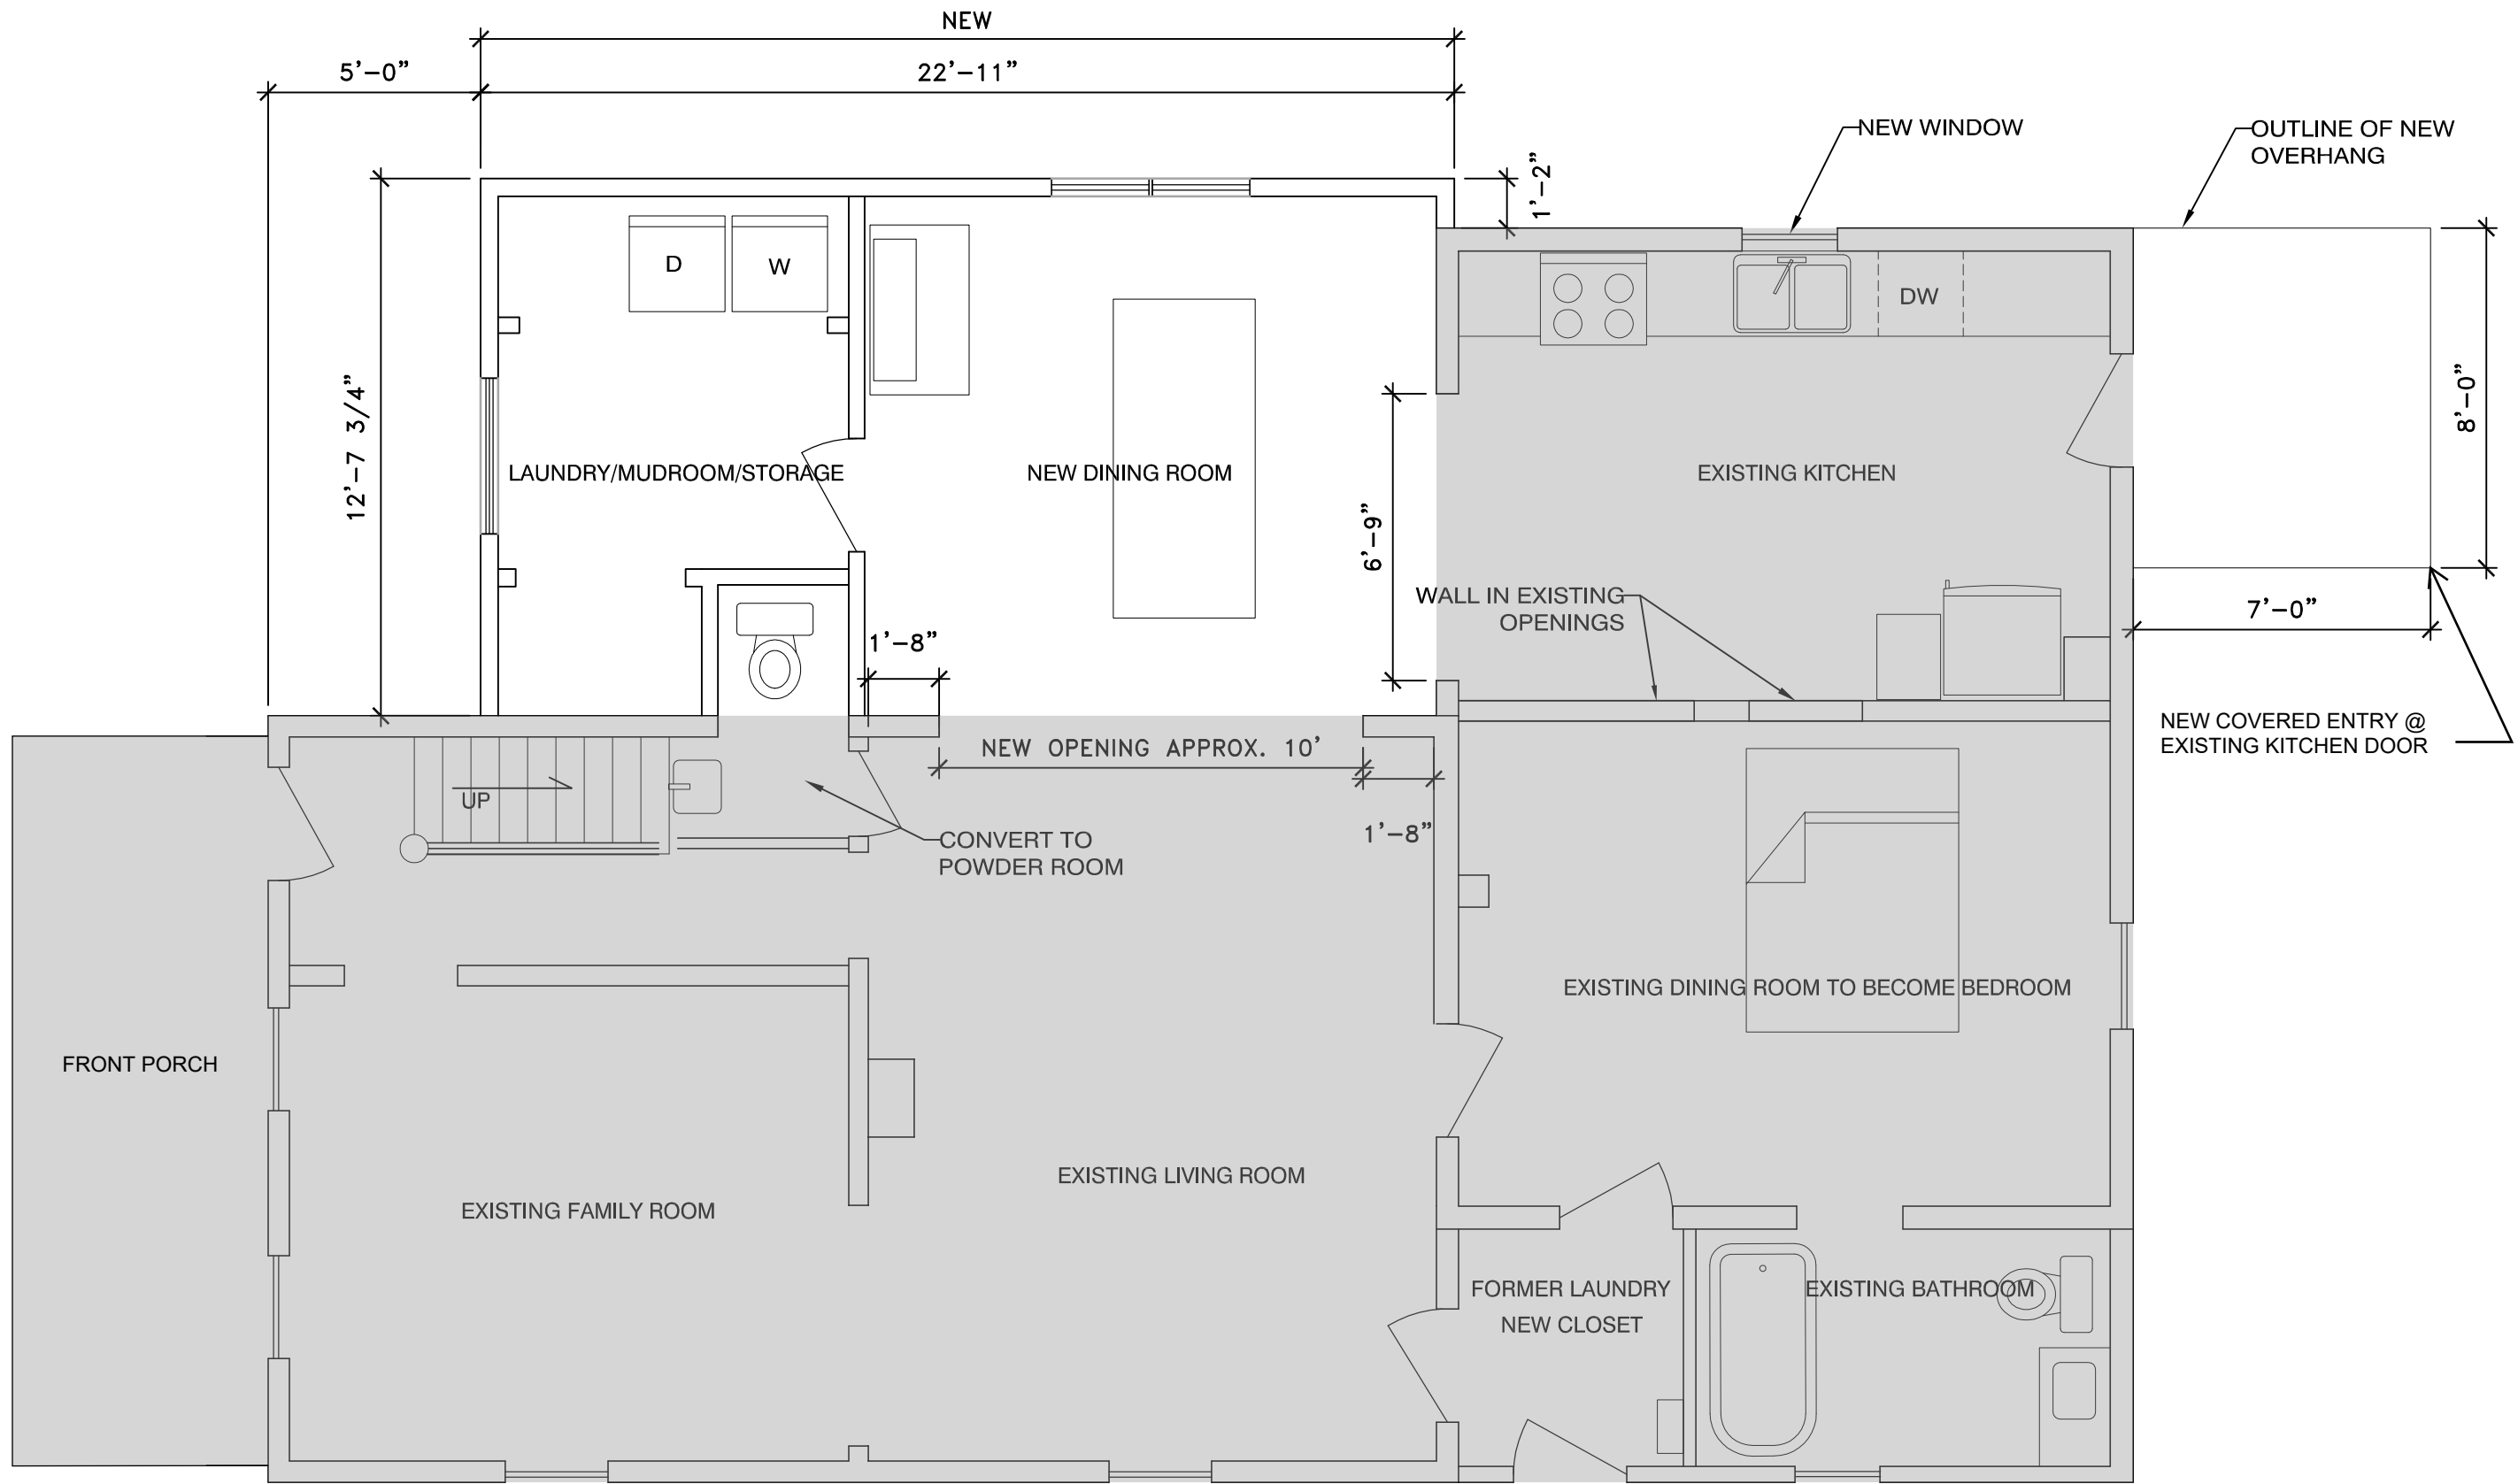 NEW
5'-0"
22'-11"
NEW WINDOW
OUTLINE OF NEW
OVERHANG
1'-2"
D
W
DW
12'-7 3/4"
8'-0"
LAUNDRY/MUDROOM/STORAGE
NEW DINING ROOM
EXISTING KITCHEN
6'-9"
WALL IN EXISTING
OPENINGS
7'-0"
1'-8"
NEW COVERED ENTRY @
EXISTING KITCHEN DOOR
NEW OPENING APPROX. 10'
UP
1'-8"
CONVERT TO
POWDER ROOM
EXISTING DINING ROOM TO BECOME BEDROOM
FRONT PORCH
EXISTING LIVING ROOM
EXISTING FAMILY ROOM
FORMER LAUNDRY
NEW CLOSET
EXISTING BATHROOM